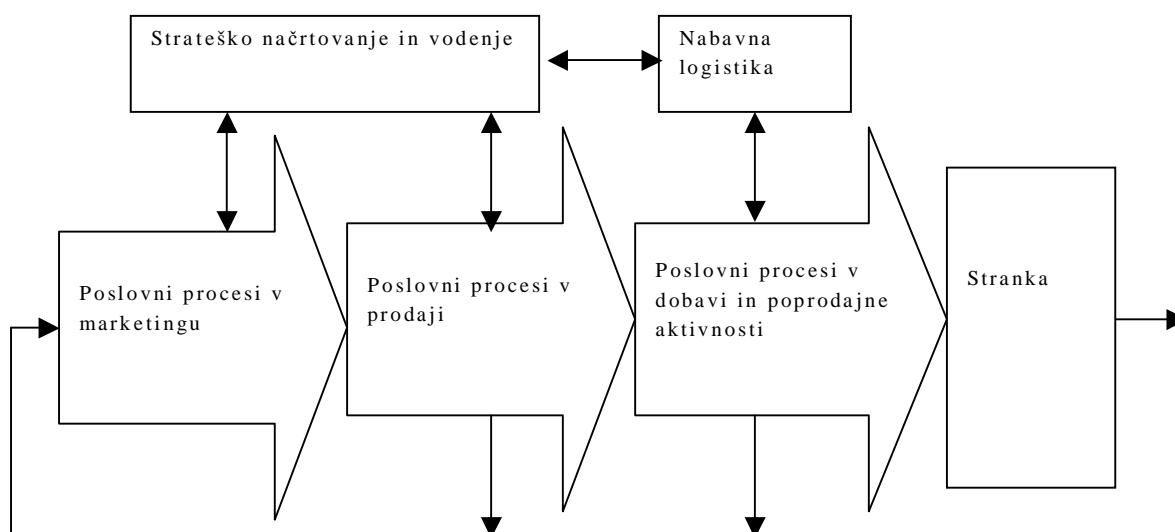 Strateško načrtovanje in vodenje
Nabavna
logistika
Poslovni procesi v
marketingu
Poslovni procesi v
prodaji
Poslovni procesi v
dobavi in poprodajne
aktivnosti
Stranka